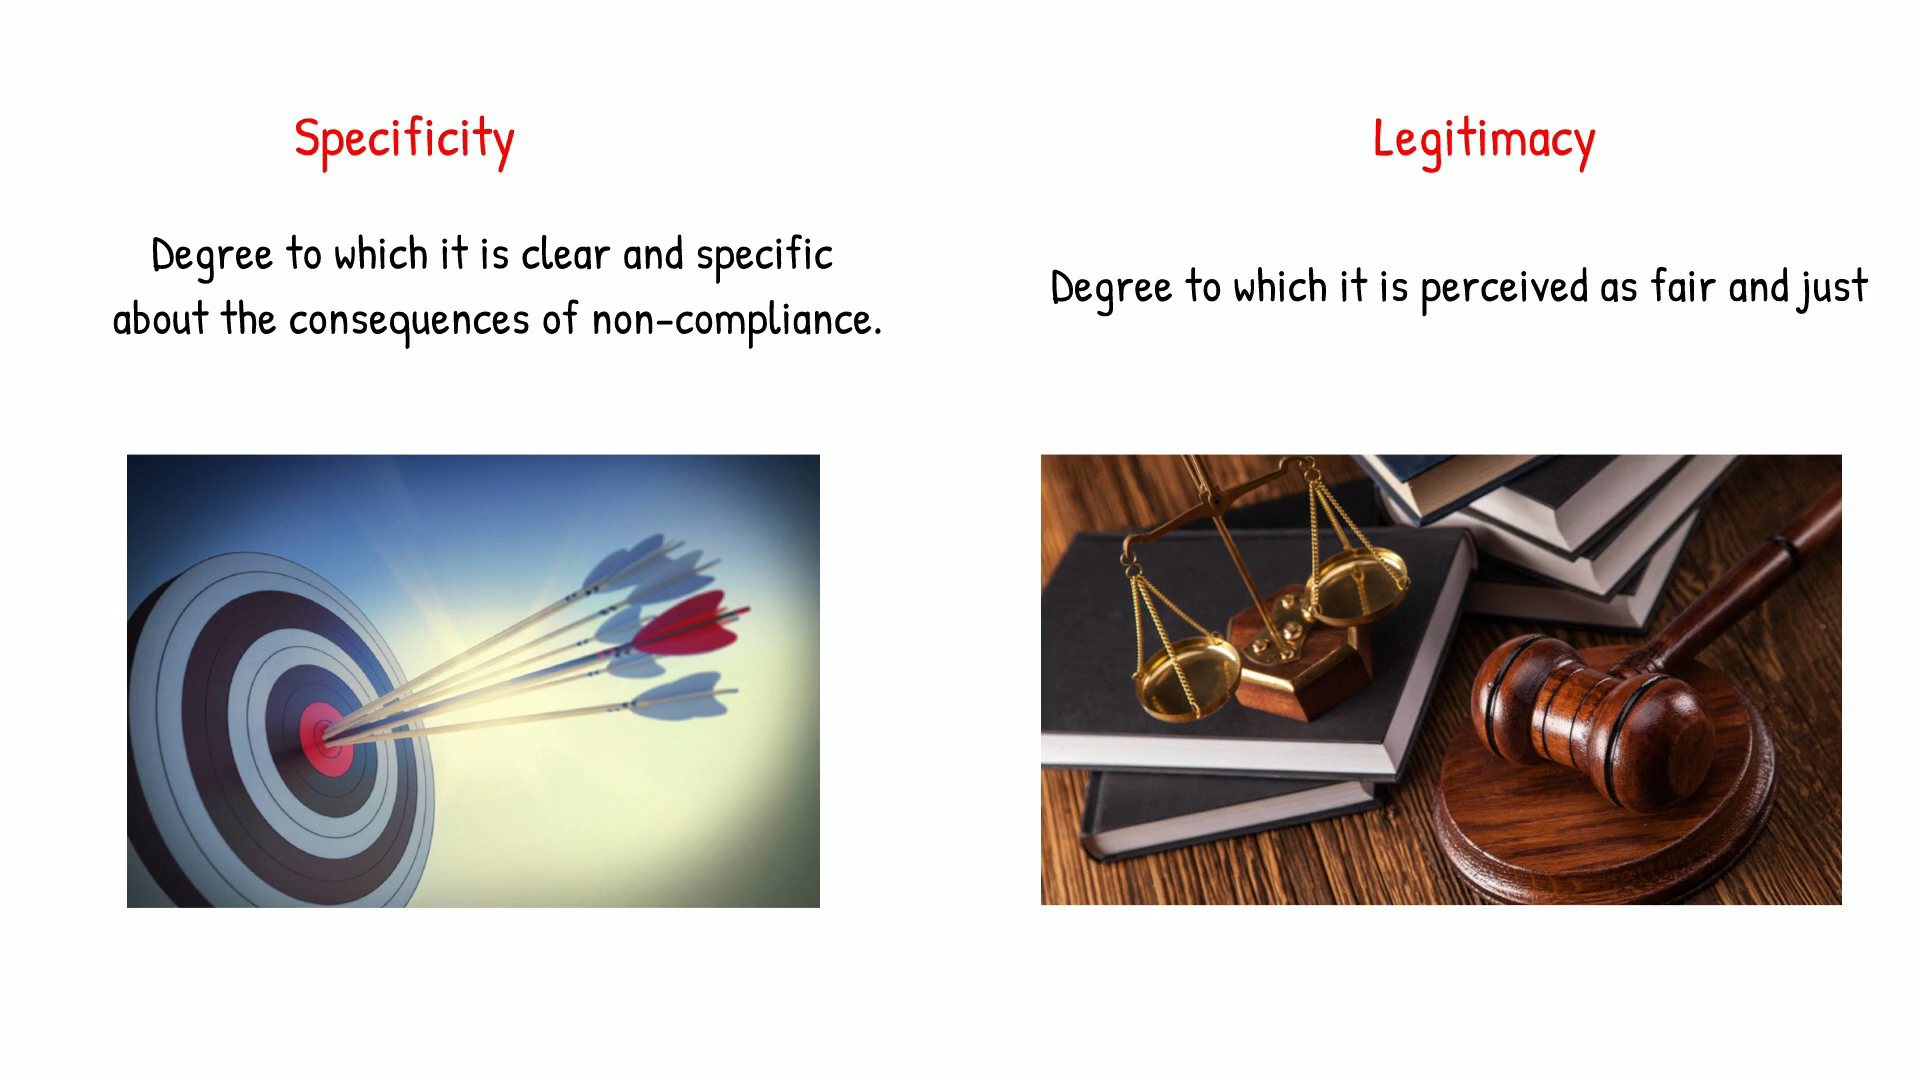 Specificity
Degree to which it is clear and specific
about the consequences of non-compliance.
Legitimacy
Degree to which it is perceived as fair and just